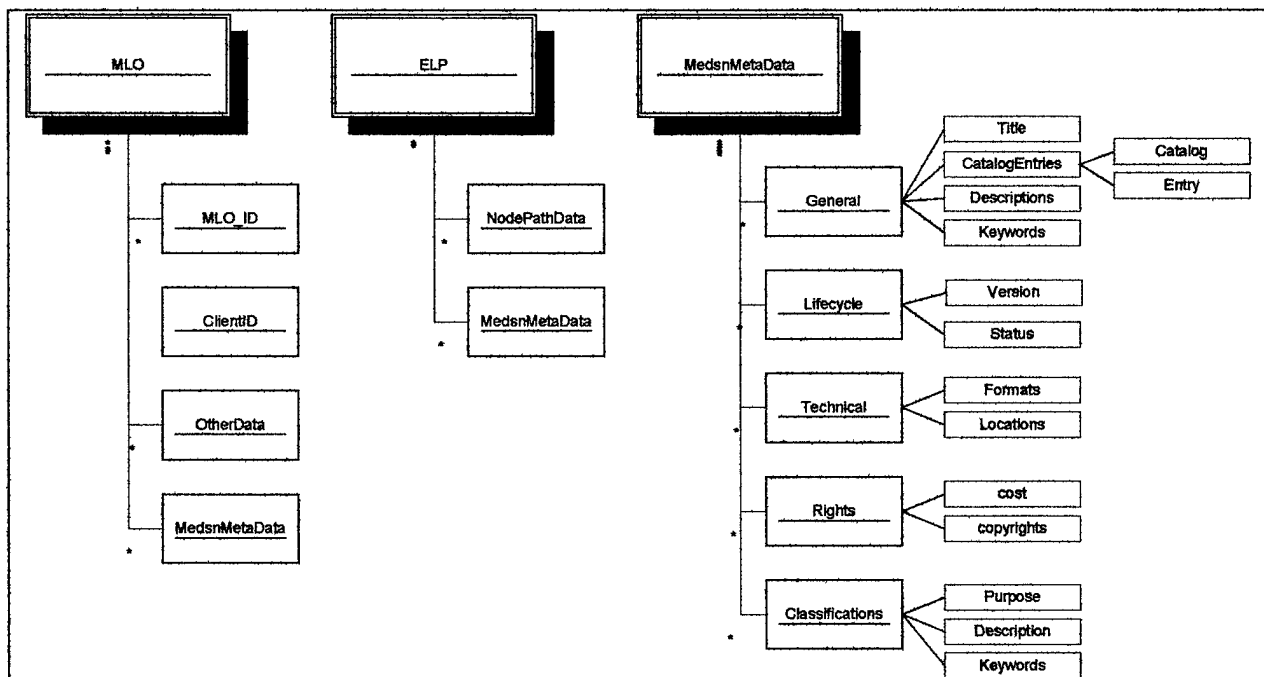 MLO
ELP
MedsnMetaData
MLO_ID
ClientID
OtherData
MedsnMetaData
NodePathData
MedsnMetaData
General
Title
CatalogEntries
Catalog
Entry
Descriptions
Keywords
Lifecycle
Version
Status
Technical
Formats
Locations
Rights
cost
copyrights
Classifications
Purpose
Description
Keywords